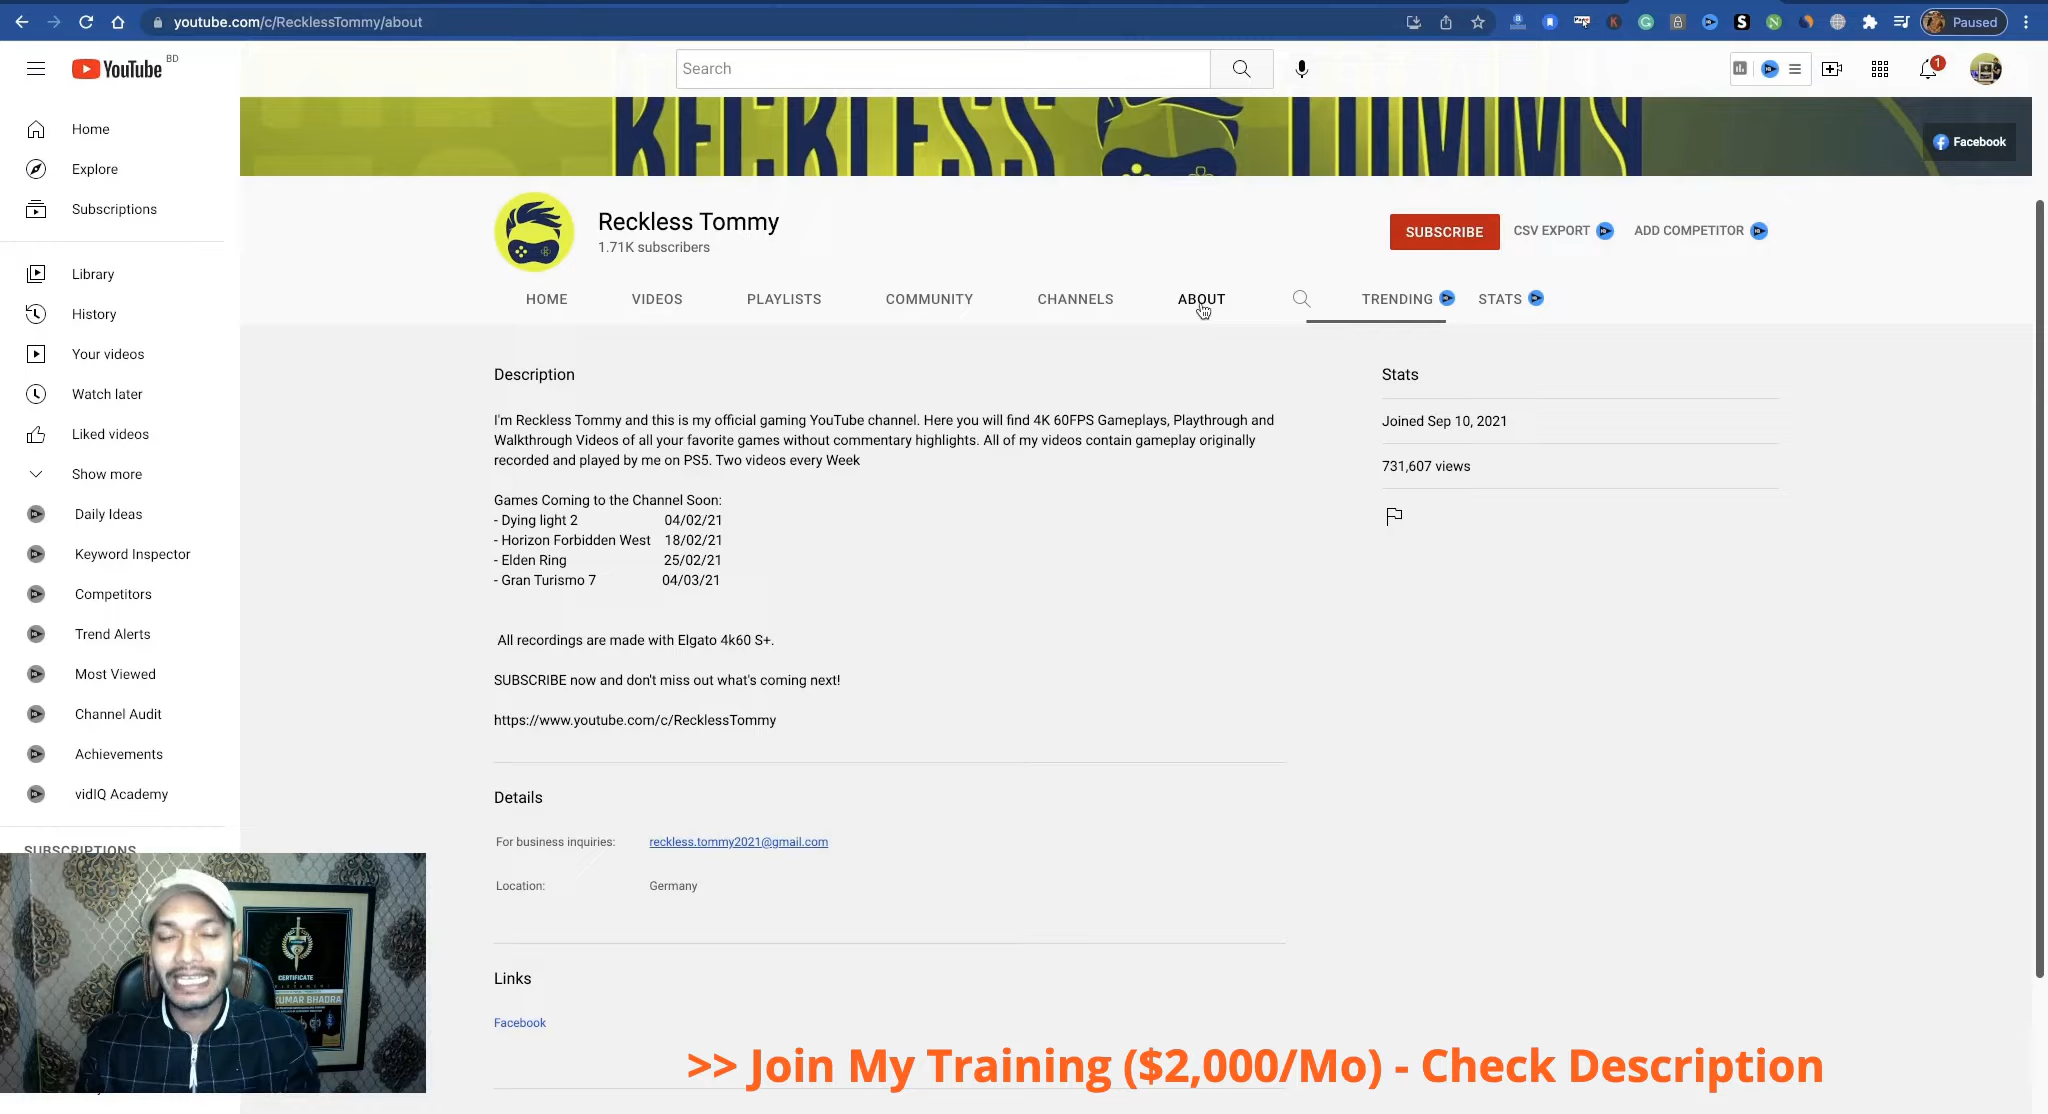 youtube.com/c/RecklessTommy/about
Paused
YouTube BD
Search
1
Home
Explore
Subscriptions
Library
History
Your videos
Watch later
Liked videos
Show more
Daily Ideas
Keyword Inspector
Competitors
Trend Alerts
Most Viewed
Channel Audit
Achievements
vidIQ Academy
SUBSCRIPTIONS
RECKLESS TOMMY
Facebook
Reckless Tommy
1.71K subscribers
SUBSCRIBE
CSV EXPORT
ADD COMPETITOR
HOME
VIDEOS
PLAYLISTS
COMMUNITY
CHANNELS
ABOUT
TRENDING
STATS
Description
I'm Reckless Tommy and this is my official gaming YouTube channel. Here you will find 4K 60FPS Gameplays, Playthrough and
Walkthrough Videos of all your favorite games without commentary highlights. All of my videos contain gameplay originally
recorded and played by me on PS5. Two videos every Week
Games Coming to the Channel Soon:
- Dying light 2 04/02/21
- Horizon Forbidden West 18/02/21
- Elden Ring 25/02/21
- Gran Turismo 7 04/03/21
All recordings are made with Elgato 4k60 S+.
SUBSCRIBE now and don't miss out what's coming next!
https://www.youtube.com/c/RecklessTommy
Stats
Joined Sep 10, 2021
731,607 views
Details
For business inquiries: reckless.tommy2021@gmail.com
Location: Germany
Links
Facebook
CERTIFICATE
KUMAR BHADRA
>> Join My Training ($2,000/Mo) - Check Description